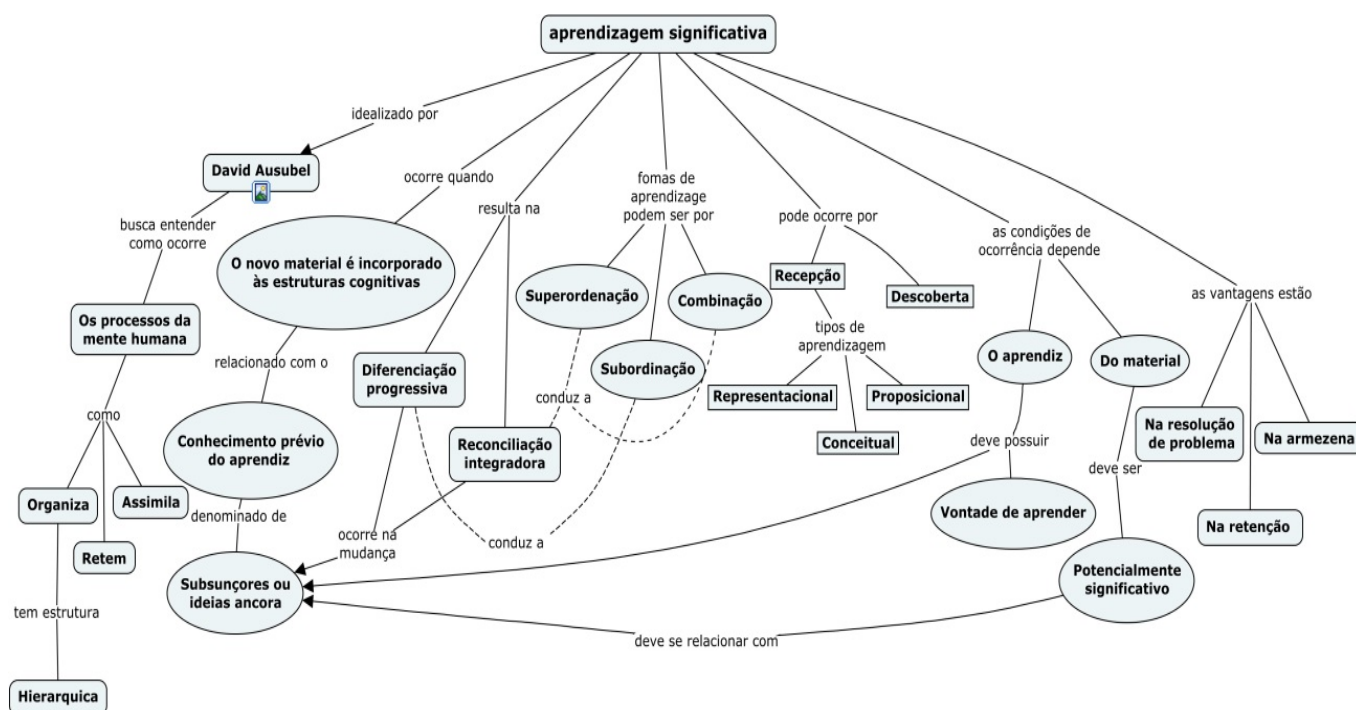 aprendizagem significativa
idealizado por
David Ausubel
busca entender
como ocorre
Os processos da
mente humana
como
Organiza
Retem
Assimila
tem estrutura
Hierarquica
ocorre quando
O novo material é incorporado
às estruturas cognitivas
relacionado com o
Conhecimento prévio
do aprendiz
denominado de
Subsunçores ou
ideias ancora
resulta na
Diferenciação
progressiva
Reconciliação
integradora
ocorre na
mudança
fomas de
aprendizage
podem ser por
Superordenação
Combinação
Subordinação
conduz a
conduz a
pode ocorre por
Recepção
Descoberta
tipos de
aprendizagem
Representacional
Proposicional
Conceitual
as condições de
ocorrência depende
O aprendiz
Do material
deve possuir
Vontade de aprender
deve ser
Potencialmente
significativo
deve se relacionar com
as vantagens estão
Na resolução
de problema
Na armezena
Na retenção